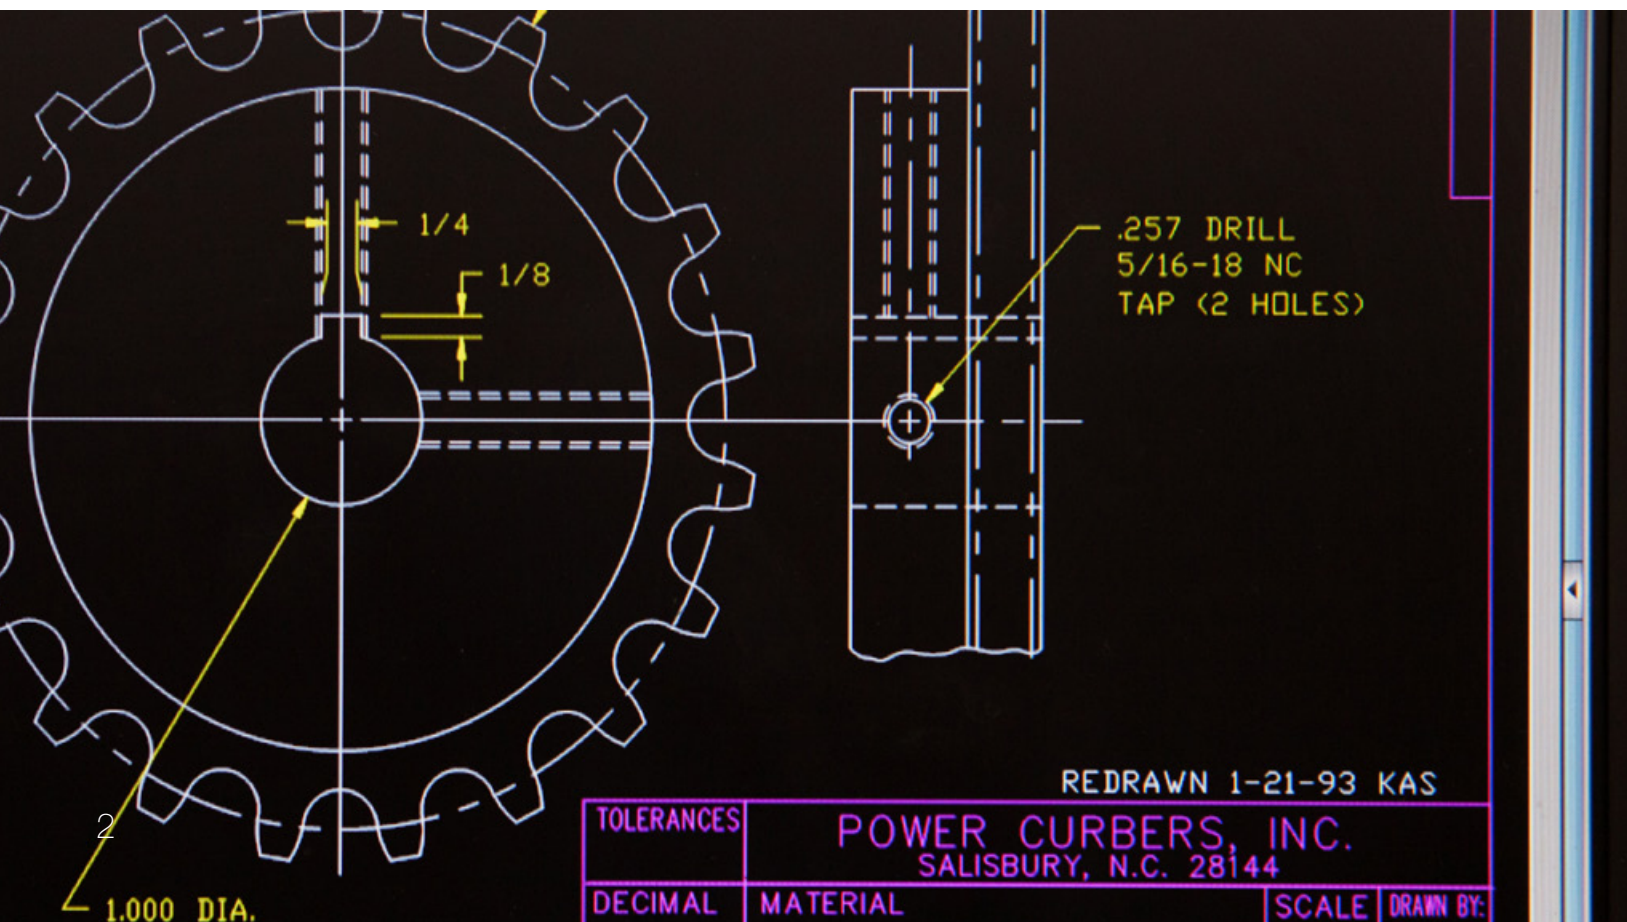 1/4
1/8
.257 DRILL
5/16-18 NC
TAP (2 HOLES)
REDRAWN 1-21-93 KAS
TOLERANCES
POWER CURBERS, INC.
SALISBURY, N.C. 28144
2
1.000 DIA.
DECIMAL
MATERIAL
SCALE
DRAWN BY: